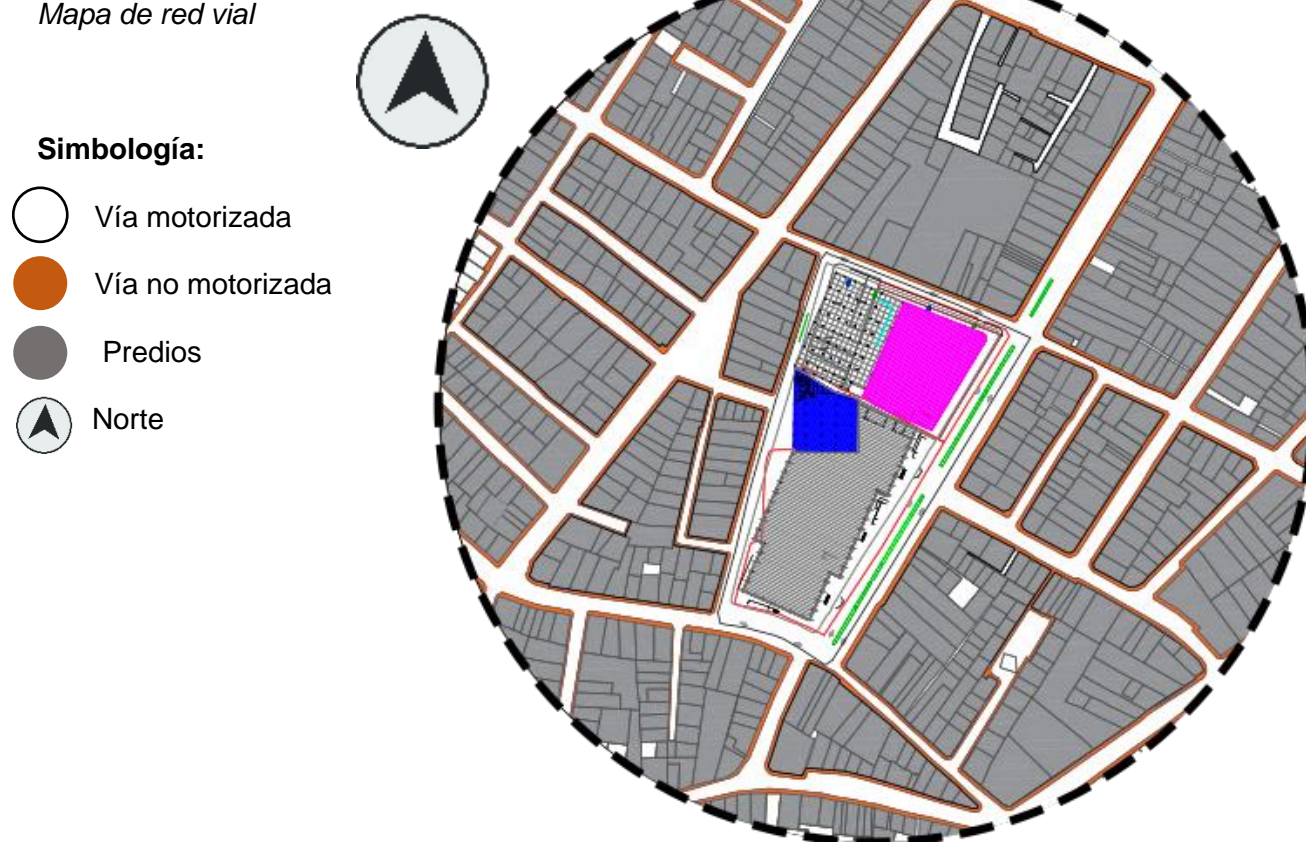 Mapa de red vial
Simbología:
Vía motorizada
Vía no motorizada
Predios
Norte